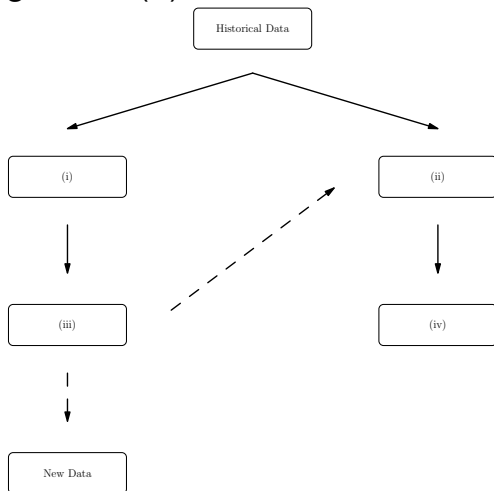 Historical Data
(i)
(ii)
(iii)
(iv)
New Data